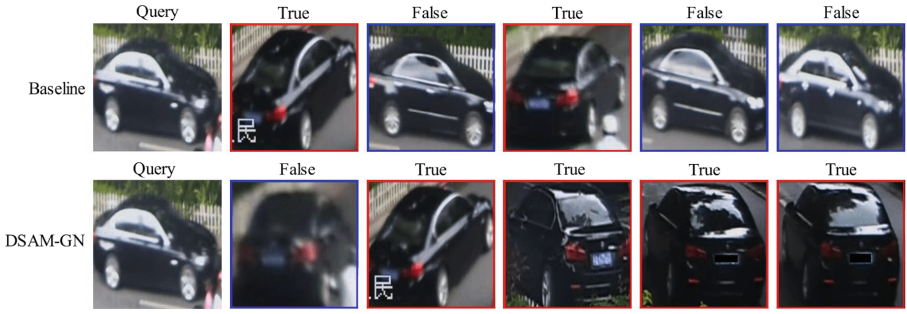 Query True False True False False
Baseline
民
Query False True True True True
DSAM-GN
民